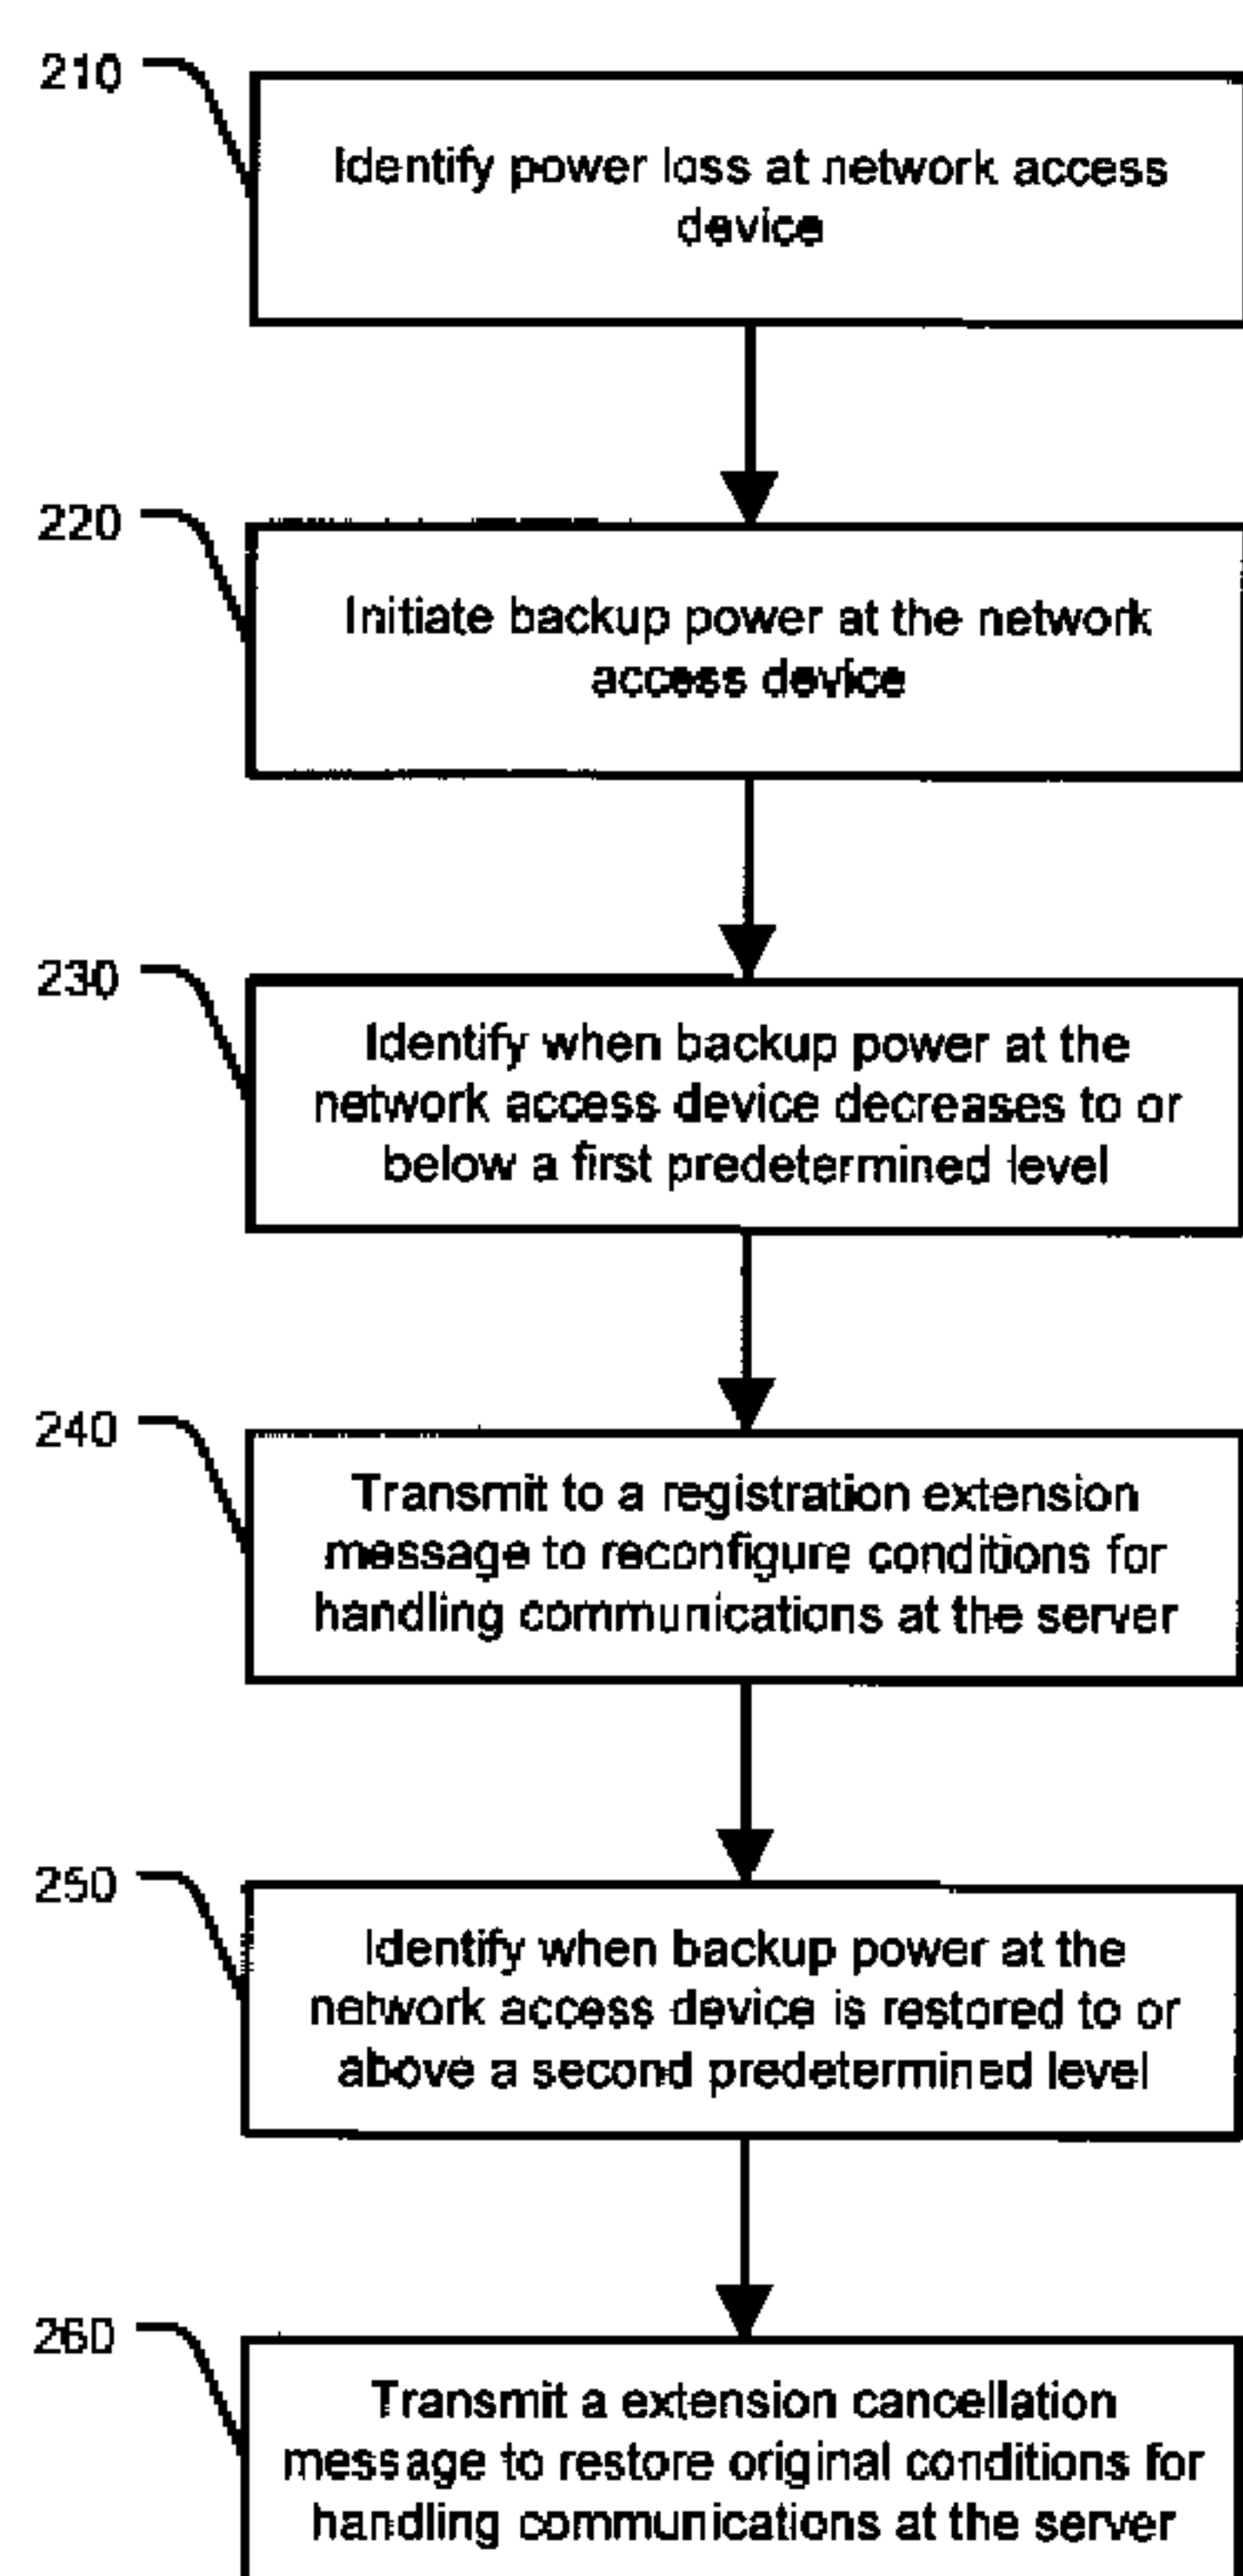 210
Identify power loss at network access
device
220
Initiate backup power at the network
access device
230
Identify when backup power at the
network access device decreases to or
below a first predetermined level
240
Transmit to a registration extension
message to reconfigure conditions for
handling communications at the server
250
Identify when backup power at the
network access device is restored to or
above a second predetermined level
260
Transmit a extension cancellation
message to restore original conditions for
handling communications at the server